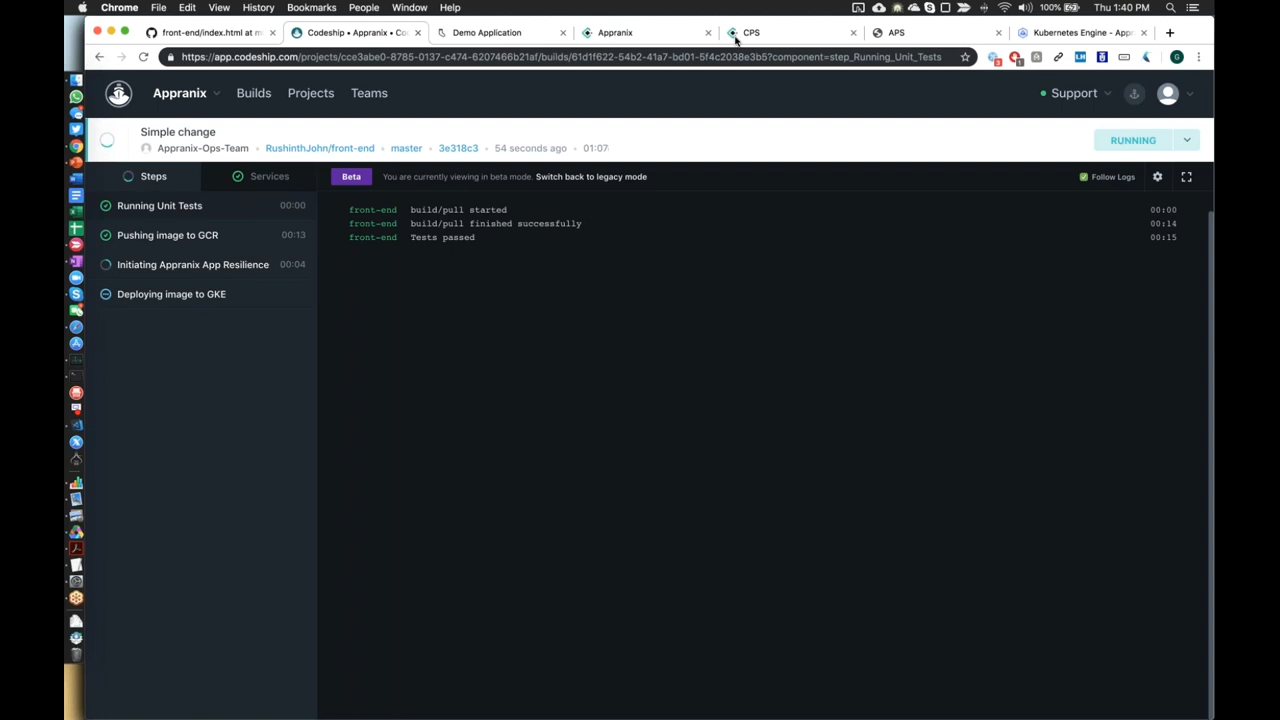 Chrome File Edit View History Bookmarks People Window Help 100% Thu 1:40 PM
front-end/index.html at m Codeship • Appranix • Co Demo Application Appranix CPS APS Kubernetes Engine - Appr
https://app.codeship.com/projects/cce3abe0-8785-0137-c474-6207466b21af/builds/61d1f622-54b2-41a7-bd01-5f4c2038e3b5?component=step_Running_Unit_Tests
Appranix Builds Projects Teams Support
Simple change
Appranix-Ops-Team • RushinthJohn/front-end • master • 3e318c3 • 54 seconds ago • 01:07
RUNNING
Steps Services Beta You are currently viewing in beta mode. Switch back to legacy mode Follow Logs
Running Unit Tests 00:00
Pushing image to GCR 00:13
Initiating Appranix App Resilience 00:04
Deploying image to GKE
front-end build/pull started 00:00
front-end build/pull finished successfully 00:14
front-end Tests passed 00:15